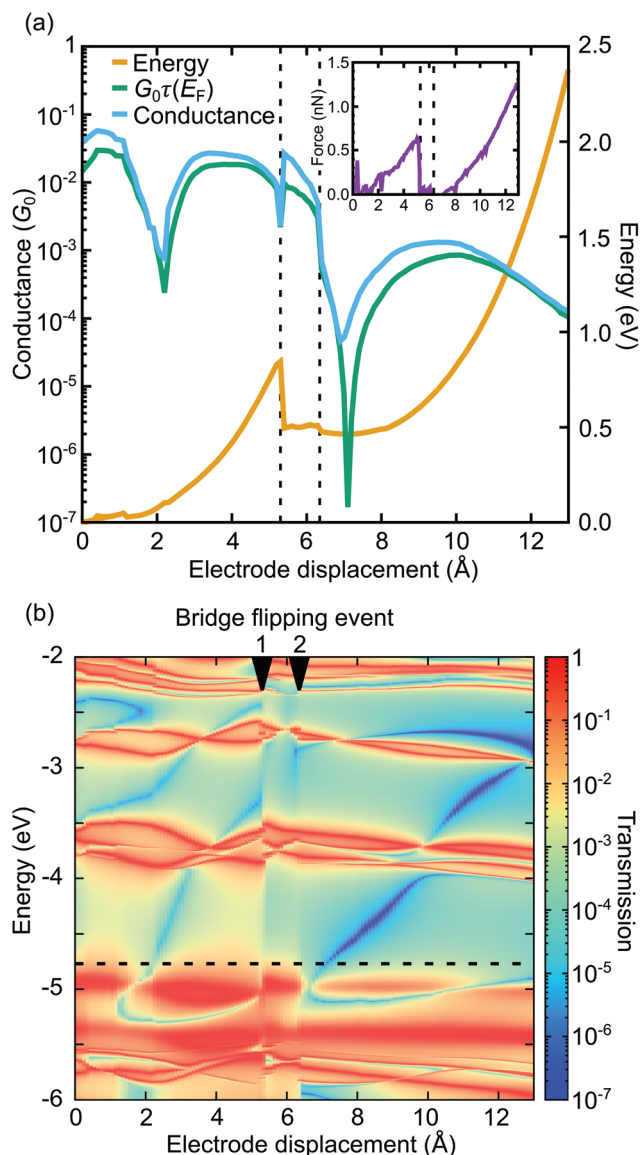 (a)
Energy
G₀τ(E_F)
Conductance
Conductance (G₀)
1
10⁻¹
10⁻²
10⁻³
10⁻⁴
10⁻⁵
10⁻⁶
10⁻⁷
0 2 4 6 8 10 12
Electrode displacement (Å)
2.5
2.0
1.5
1.0
0.5
0.0
Energy (eV)
Force (nN)
1.5
1.0
0.5
0.0
0 2 4 6 8 10 12
(b)
Bridge flipping event
1 2
Energy (eV)
-2
-3
-4
-5
-6
0 2 4 6 8 10 12
Electrode displacement (Å)
1
10⁻¹
10⁻²
10⁻³
10⁻⁴
10⁻⁵
10⁻⁶
10⁻⁷
Transmission